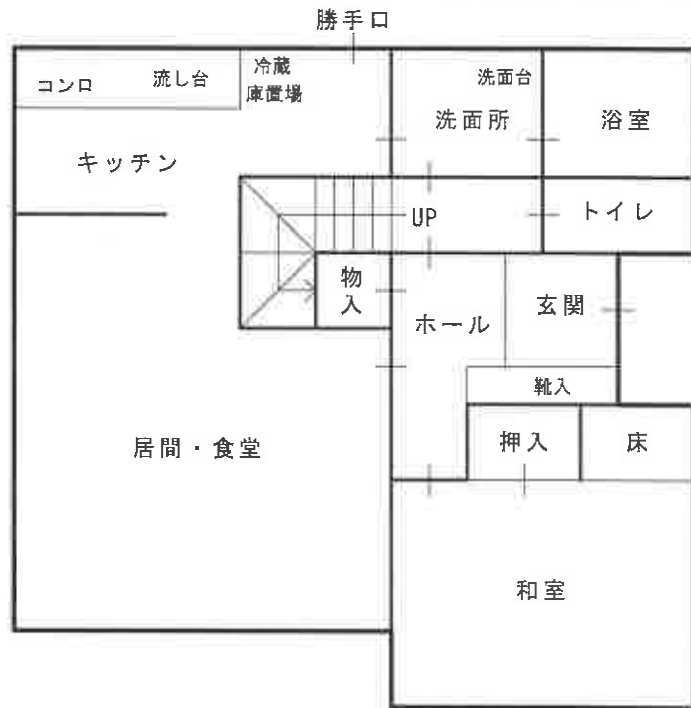 勝手口
コンロ
流し台
冷蔵
庫置場
洗面台
洗面所
浴室
キッチン
UP
トイレ
物
入
ホール
玄関
靴入
居間・食堂
押入
床
和室